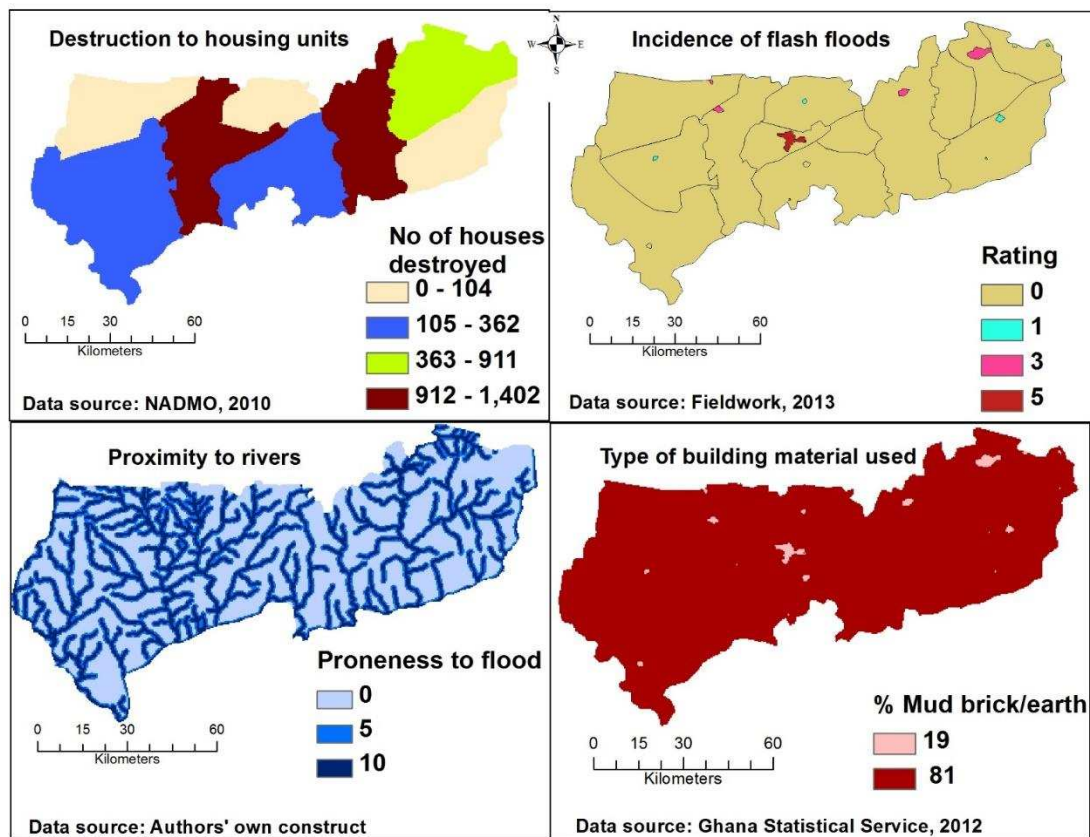 Destruction to housing units
No of houses
destroyed
0 - 104
105 - 362
363 - 911
912 - 1,402
0 15 30 60
Kilometers
Data source: NADMO, 2010
N
W E
S
Incidence of flash floods
Rating
0
1
3
5
0 15 30 60
Kilometers
Data source: Fieldwork, 2013
Proximity to rivers
Proneness to flood
0
5
10
0 15 30 60
Kilometers
Data source: Authors' own construct
Type of building material used
% Mud brick/earth
19
81
0 15 30 60
Kilometers
Data source: Ghana Statistical Service, 2012